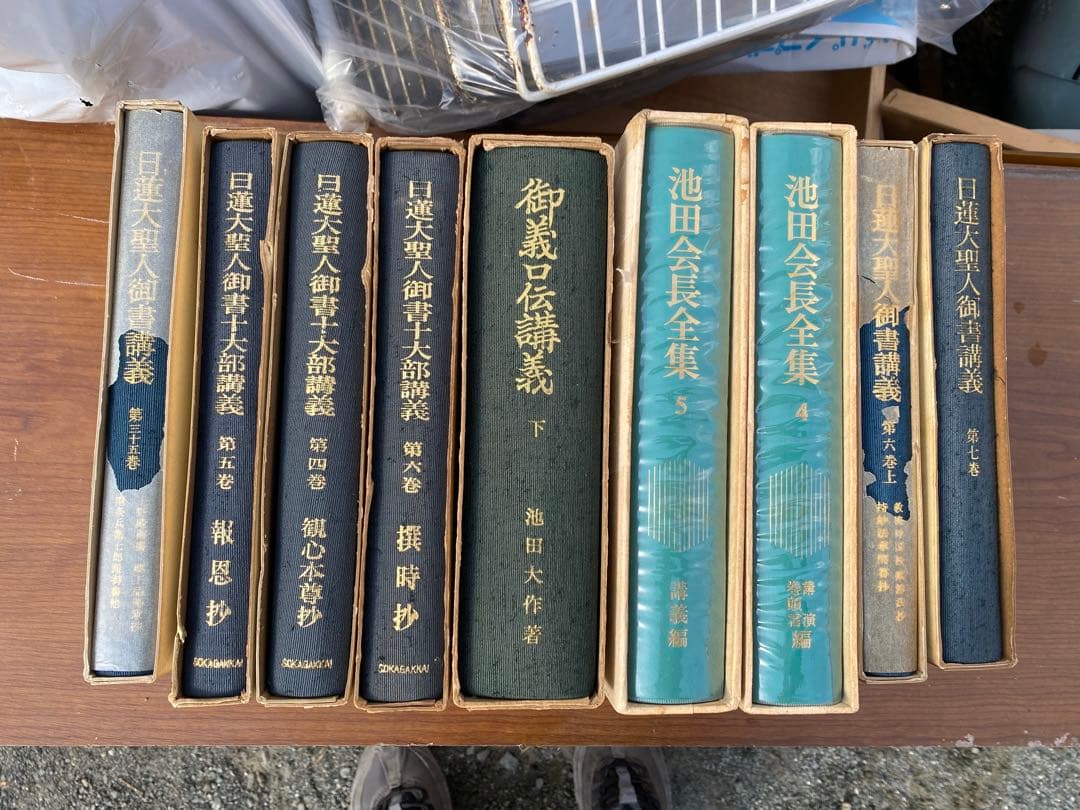 日蓮大聖人御書講義
第三十五巻
日蓮大聖人御書十大部講義
第五巻
報恩抄
SOKAGAKKAI
日蓮大聖人御書十大部講義
第四巻
観心本尊抄
SOKAGAKKAI
日蓮大聖人御書十大部講義
第六巻
撰時抄
SOKAGAKKAI
御義口伝講義
下
池田大作著
池田会長全集
5
講義編
池田会長全集
4
講演
巻頭言
編
日蓮大聖人御書講義
第六巻上
日蓮大聖人御書講義
第七巻